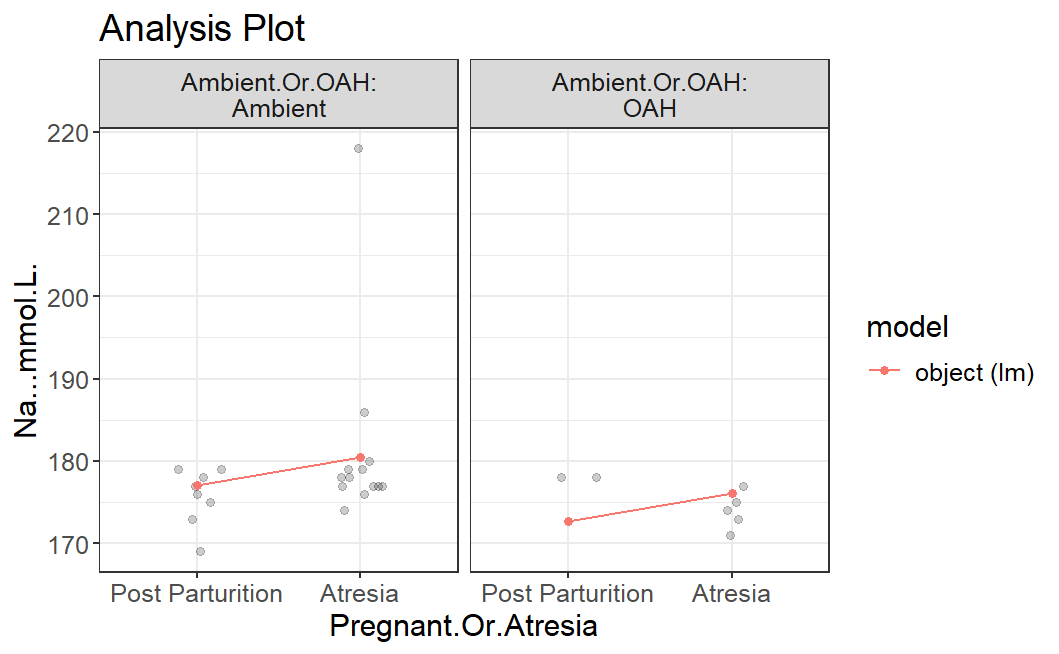 Analysis Plot
Ambient.Or.OAH:
Ambient
Ambient.Or.OAH:
OAH
220
210
200
190
180
170
Na...mmol.L.
Post Parturition
Atresia
Post Parturition
Atresia
Pregnant.Or.Atresia
model
object (lm)